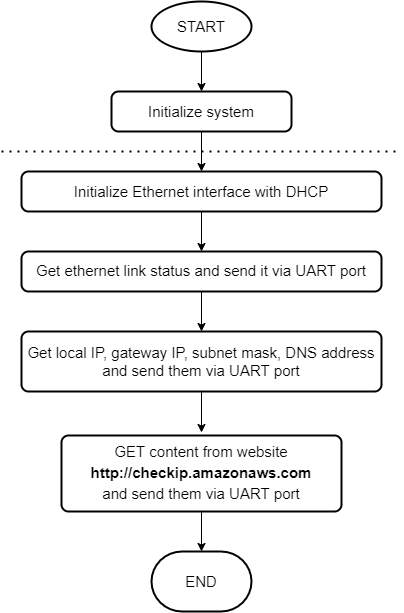 START
Initialize system
Initialize Ethernet interface with DHCP
Get ethernet link status and send it via UART port
Get local IP, gateway IP, subnet mask, DNS address
and send them via UART port
GET content from website
http://checkip.amazonaws.com
and send them via UART port
END